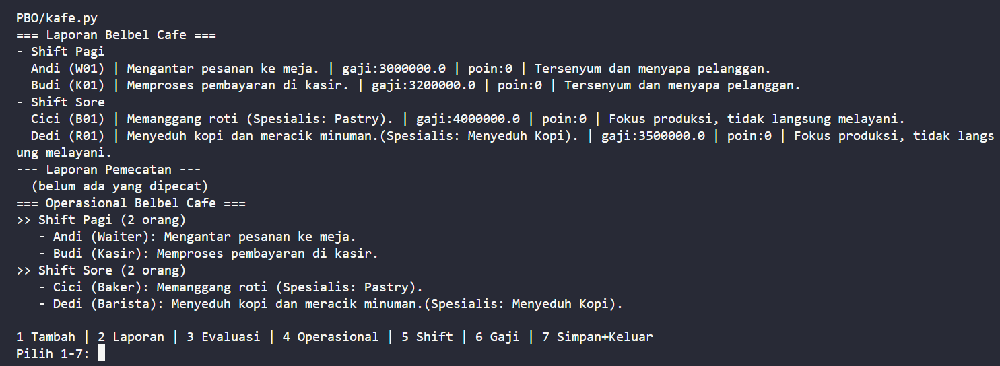 PBO/kafe.py
=== Laporan Belbel Cafe ===
- Shift Pagi
  Andi (W01) | Mengantar pesanan ke meja. | gaji:3000000.0 | poin:0 | Tersenyum dan menyapa pelanggan.
  Budi (K01) | Memproses pembayaran di kasir. | gaji:3200000.0 | poin:0 | Tersenyum dan menyapa pelanggan.
- Shift Sore
  Cici (B01) | Memanggang roti (Spesialis: Pastry). | gaji:4000000.0 | poin:0 | Fokus produksi, tidak langsung melayani.
  Dedi (R01) | Menyeduh kopi dan meracik minuman.(Spesialis: Menyeduh Kopi). | gaji:3500000.0 | poin:0 | Fokus produksi, tidak langs
ung melayani.
--- Laporan Pemecatan ---
  (belum ada yang dipecat)
=== Operasional Belbel Cafe ===
>> Shift Pagi (2 orang)
   - Andi (Waiter): Mengantar pesanan ke meja.
   - Budi (Kasir): Memproses pembayaran di kasir.
>> Shift Sore (2 orang)
   - Cici (Baker): Memanggang roti (Spesialis: Pastry).
   - Dedi (Barista): Menyeduh kopi dan meracik minuman.(Spesialis: Menyeduh Kopi).
1 Tambah | 2 Laporan | 3 Evaluasi | 4 Operasional | 5 Shift | 6 Gaji | 7 Simpan+Keluar
Pilih 1-7: